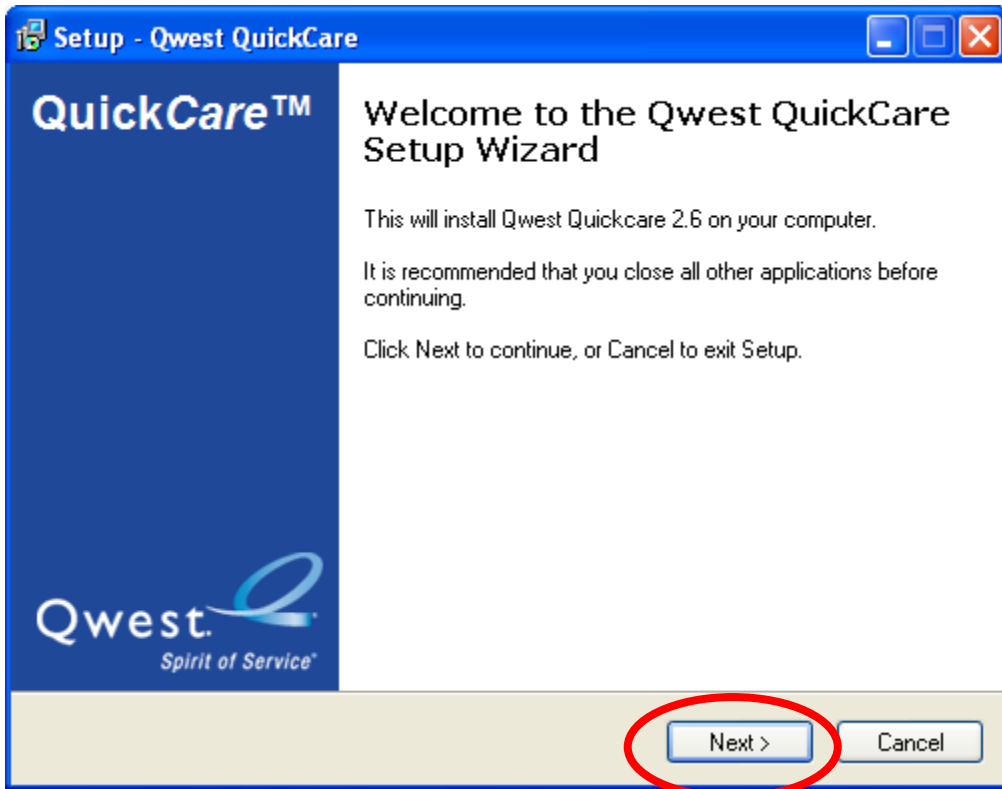 Setup - Qwest QuickCare
QuickCare™
Welcome to the Qwest QuickCare
Setup Wizard
This will install Qwest Quickcare 2.6 on your computer.
It is recommended that you close all other applications before
continuing.
Click Next to continue, or Cancel to exit Setup.
Qwest.
Spirit of Service®
Next >
Cancel